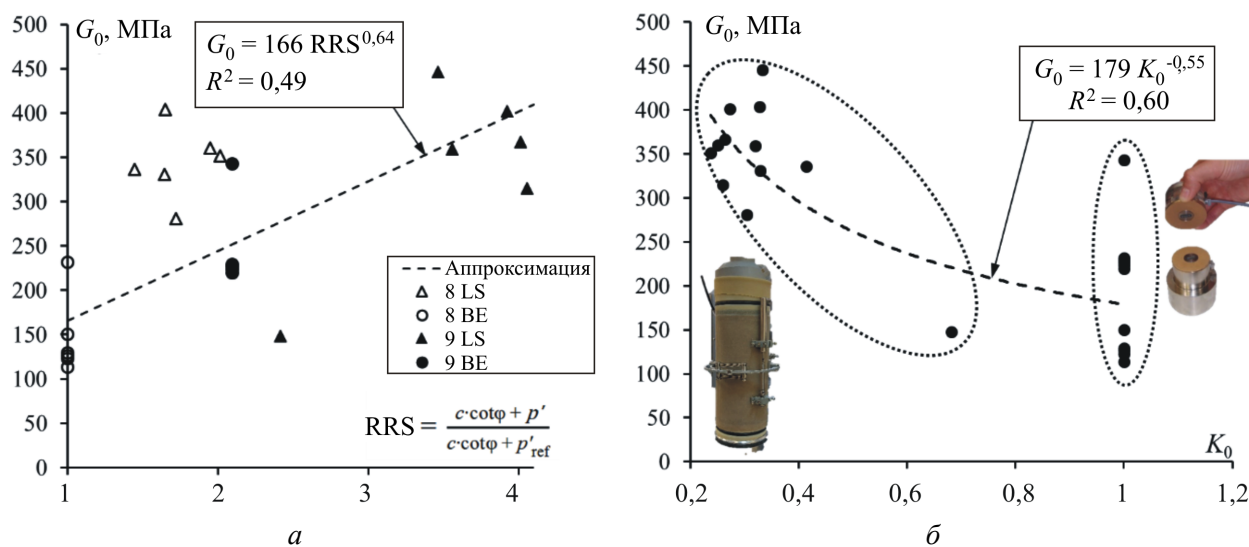 G₀, МПа
G₀ = 166 RRS^0,64
R² = 0,49
500
450
400
350
300
250
200
150
100
50
0
Аппроксимация
8 LS
8 BE
9 LS
9 BE
RRS = (c·cotφ + p′) / (c·cotφ + p′ref)
1 2 3 4
а
G₀, МПа
G₀ = 179 K₀^-0,55
R² = 0,60
500
450
400
350
300
250
200
150
100
50
0
K₀
0,2 0,4 0,6 0,8 1 1,2
б